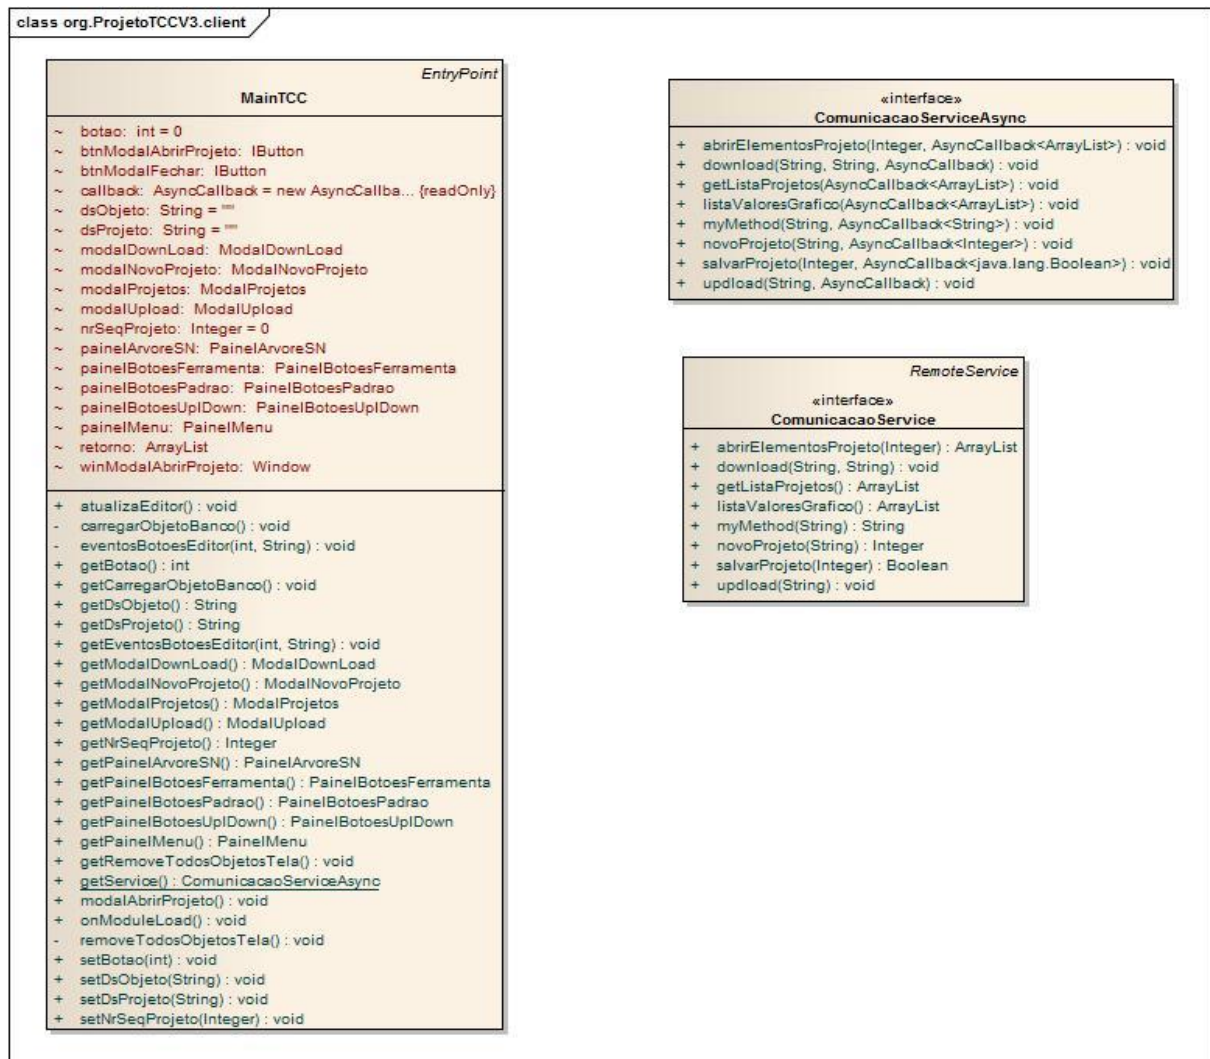 class org.ProjetoTCCV3.client
EntryPoint
MainTCC
~ botao: int = 0
~ btnModalAbrirProjeto: IButton
~ btnModalFechar: IButton
~ callback: AsyncCallback = new AsyncCallba... {readOnly}
~ dsObjeto: String = ""
~ dsProjeto: String = ""
~ modalDownLoad: ModalDownLoad
~ modalNovoProjeto: ModalNovoProjeto
~ modalProjetos: ModalProjetos
~ modalUpload: ModalUpload
~ nrSeqProjeto: Integer = 0
~ painelArvoreSN: PainelArvoreSN
~ painelBotoesFerramenta: PainelBotoesFerramenta
~ painelBotoesPadrao: PainelBotoesPadrao
~ painelBotoesUplDown: PainelBotoesUplDown
~ painelMenu: PainelMenu
~ retorno: ArrayList
~ winModalAbrirProjeto: Window
+ atualizaEditor() : void
- carregarObjetoBanco() : void
- eventosBotoesEditor(int, String) : void
+ getBotao() : int
+ getCarregarObjetoBanco() : void
+ getDsObjeto() : String
+ getDsProjeto() : String
+ getEventosBotoesEditor(int, String) : void
+ getModalDownLoad() : ModalDownLoad
+ getModalNovoProjeto() : ModalNovoProjeto
+ getModalProjetos() : ModalProjetos
+ getModalUpload() : ModalUpload
+ getNrSeqProjeto() : Integer
+ getPainelArvoreSN() : PainelArvoreSN
+ getPainelBotoesFerramenta() : PainelBotoesFerramenta
+ getPainelBotoesPadrao() : PainelBotoesPadrao
+ getPainelBotoesUplDown() : PainelBotoesUplDown
+ getPainelMenu() : PainelMenu
+ getRemoveTodosObjetosTela() : void
+ getService() : ComunicacaoServiceAsync
+ modalAbrirProjeto() : void
+ onModuleLoad() : void
- removeTodosObjetosTela() : void
+ setBotao(int) : void
+ setDsObjeto(String) : void
+ setDsProjeto(String) : void
+ setNrSeqProjeto(Integer) : void
«interface»
ComunicacaoServiceAsync
+ abrirElementosProjeto(Integer, AsyncCallback<ArrayList>) : void
+ download(String, String, AsyncCallback) : void
+ getListaProjetos(AsyncCallback<ArrayList>) : void
+ listaValoresGrafico(AsyncCallback<ArrayList>) : void
+ myMethod(String, AsyncCallback<String>) : void
+ novoProjeto(String, AsyncCallback<Integer>) : void
+ salvarProjeto(Integer, AsyncCallback<java.lang.Boolean>) : void
+ updload(String, AsyncCallback) : void
RemoteService
«interface»
ComunicacaoService
+ abrirElementosProjeto(Integer) : ArrayList
+ download(String, String) : void
+ getListaProjetos() : ArrayList
+ listaValoresGrafico() : ArrayList
+ myMethod(String) : String
+ novoProjeto(String) : Integer
+ salvarProjeto(Integer) : Boolean
+ updload(String) : void